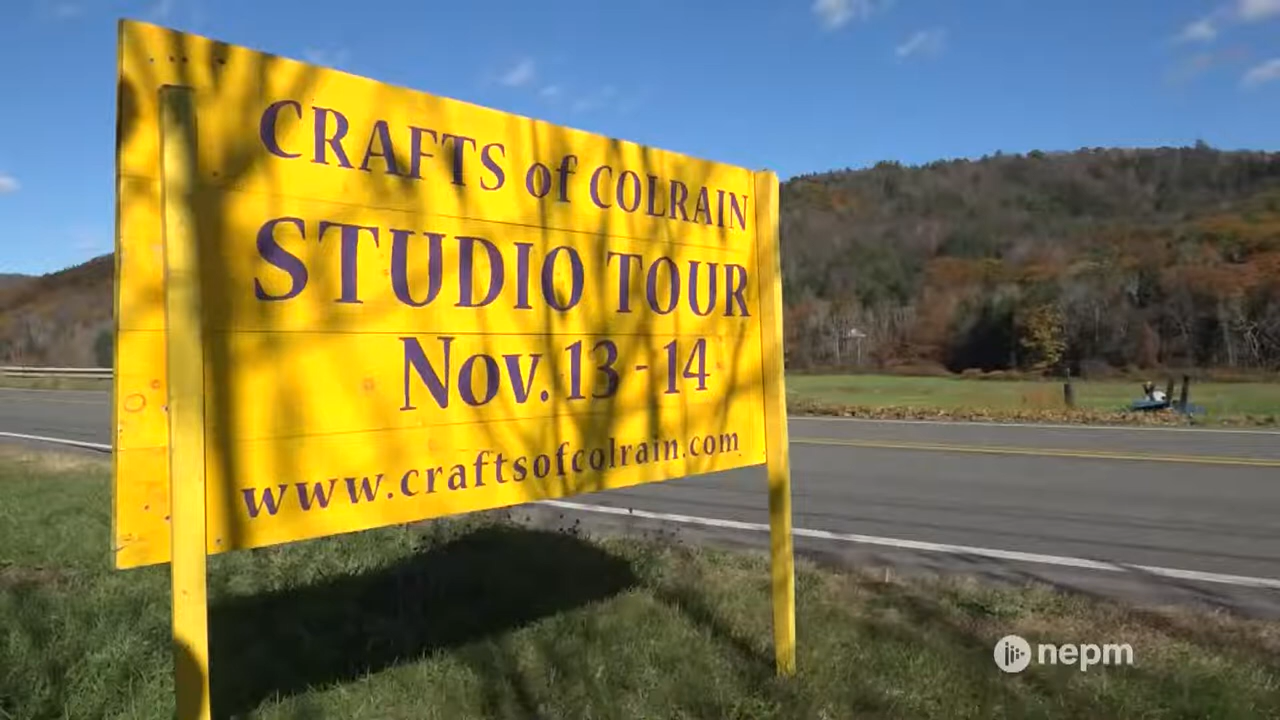 CRAFTS of COLRAIN
STUDIO TOUR
Nov. 13 - 14
www.craftsofcolrain.com
nepm